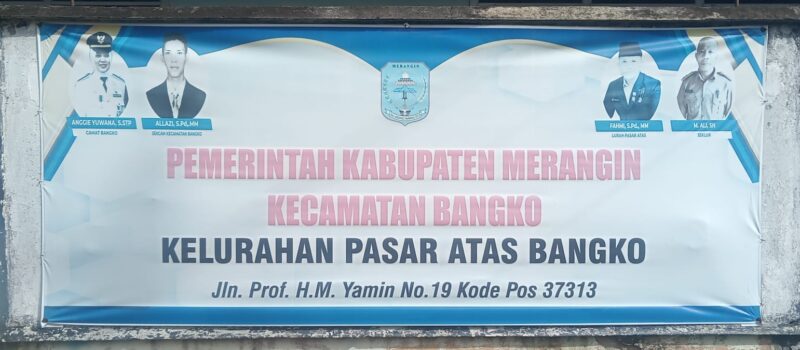 MERANGIN
ANGGIE YUWANA, S.STP
CAMAT BANGKO
ALLAZI, S.Pd, MM
SEKCAM KECAMATAN BANGKO
FAHMI, S.Pd, MM
LURAH PASAR ATAS
M. ALI, SH
SEKLUR
PEMERINTAH KABUPATEN MERANGIN
KECAMATAN BANGKO
KELURAHAN PASAR ATAS BANGKO
Jln. Prof. H.M. Yamin No.19 Kode Pos 37313